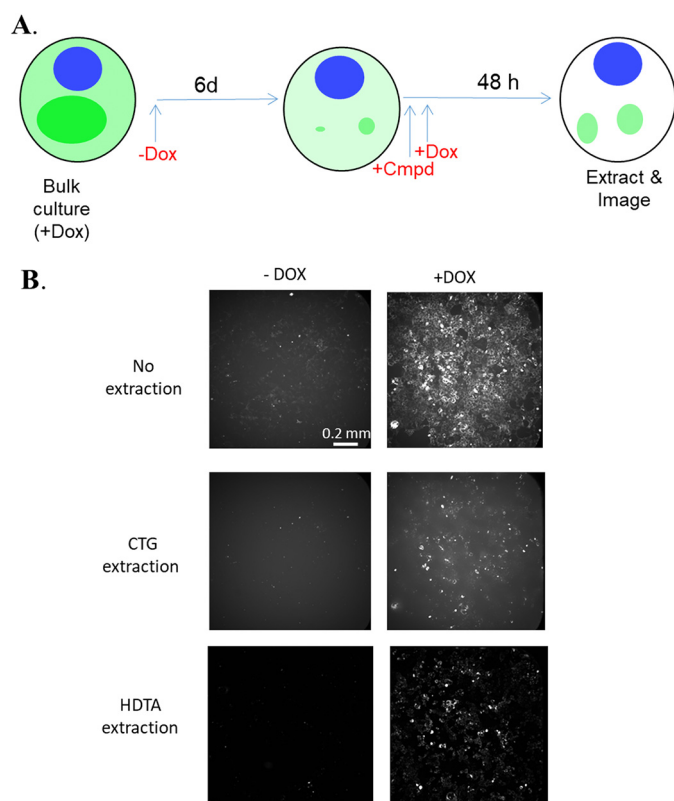 A.
6d
48 h
-Dox
+Dox
+Cmpd
Bulk
culture
(+Dox)
Extract &
Image
B.
- DOX
+DOX
No
extraction
0.2 mm
CTG
extraction
HDTA
extraction